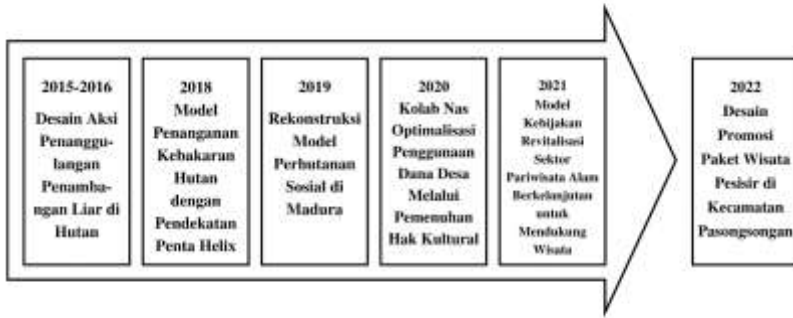 2015-2016
Desain Aksi
Penanggu-
langan
Penamba-
ngan Liar di
Hutan
2018
Model
Penanganan
Kebakaran
Hutan
dengan
Pendekatan
Penta Helix
2019
Rekonstruksi
Model
Perhutanan
Sosial di
Madura
2020
Kolab Nas
Optimalisasi
Penggunaan
Dana Desa
Melalui
Pemenuhan
Hak Kultural
2021
Model
Kebijakan
Revitalisasi
Sektor
Pariwisata Alam
Berkelanjutan
untuk
Mendukung
Wisata
2022
Desain
Promosi
Paket Wisata
Pesisir di
Kecamatan
Pasongsongan